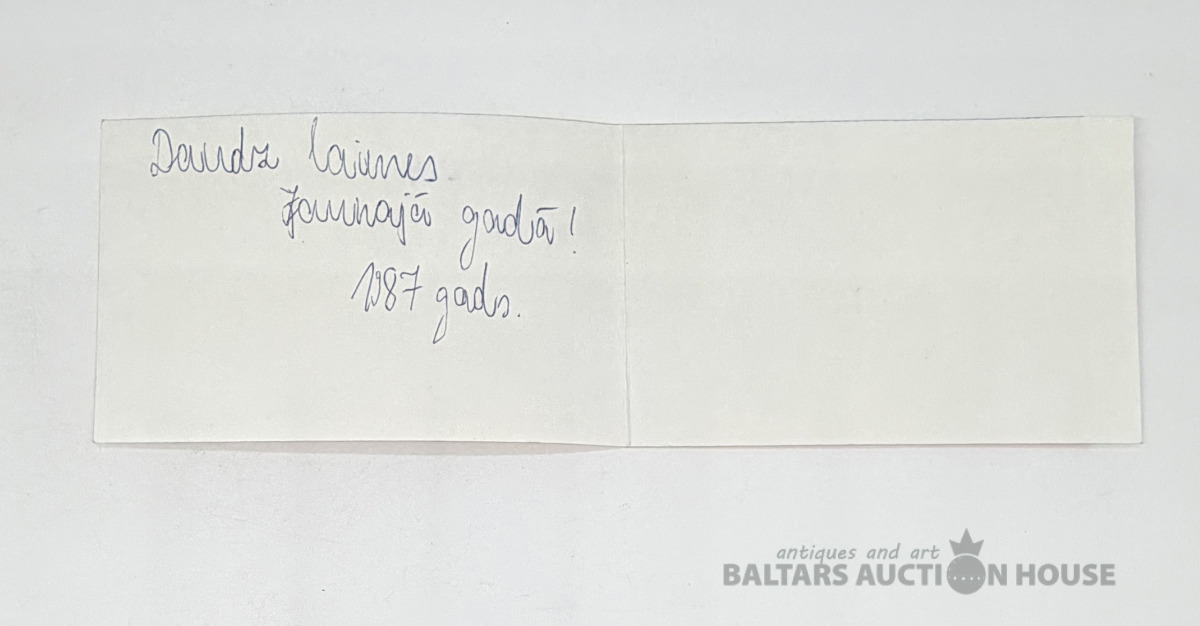 Daudz laimes
Jaunajā gadā!
1987 gads.
antiques and art
BALTARS AUCTION HOUSE